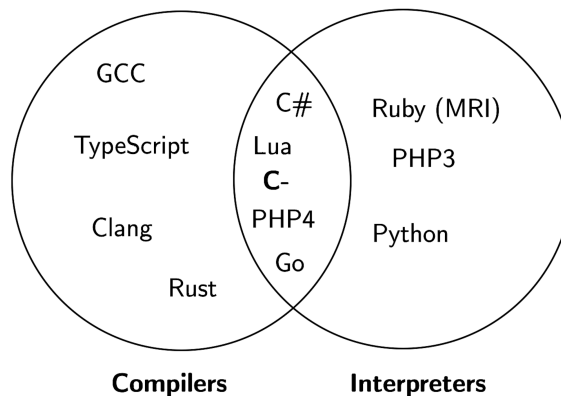 GCC
TypeScript
Clang
Rust
C#
Lua
C-
PHP4
Go
Ruby (MRI)
PHP3
Python
Compilers
Interpreters